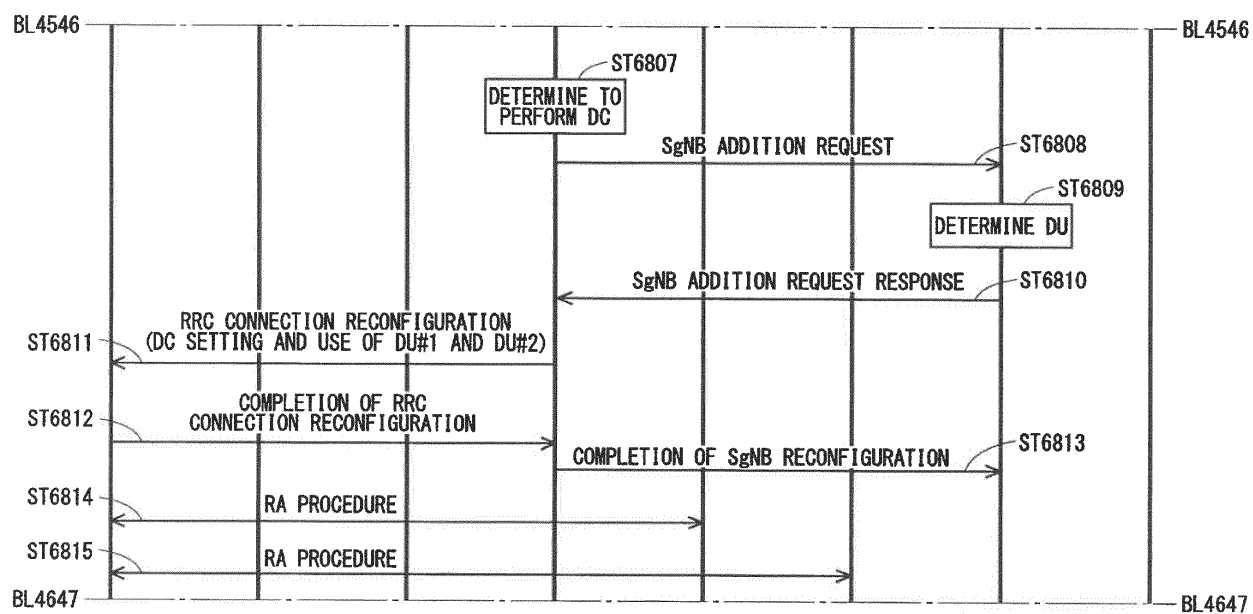 BL4546
BL4546
ST6807
DETERMINE TO
PERFORM DC
SgNB ADDITION REQUEST
ST6808
ST6809
DETERMINE DU
SgNB ADDITION REQUEST RESPONSE
ST6810
RRC CONNECTION RECONFIGURATION
(DC SETTING AND USE OF DU#1 AND DU#2)
ST6811
COMPLETION OF RRC
CONNECTION RECONFIGURATION
ST6812
COMPLETION OF SgNB RECONFIGURATION
ST6813
ST6814
RA PROCEDURE
ST6815
RA PROCEDURE
BL4647
BL4647